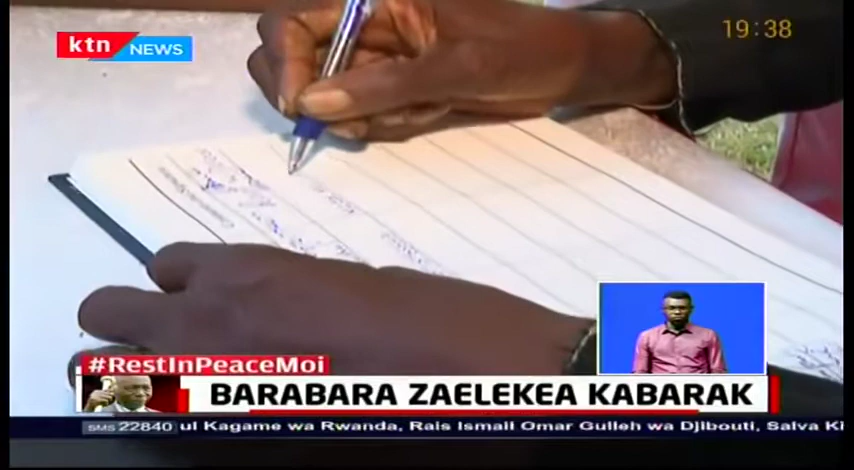 ktn NEWS
19:38
#RestInPeaceMoi
BARABARA ZAELEKEA KABARAK
SMS 22840 ul Kagame wa Rwanda, Rais Ismail Omar Gulleh wa Djibouti, Salva Ki